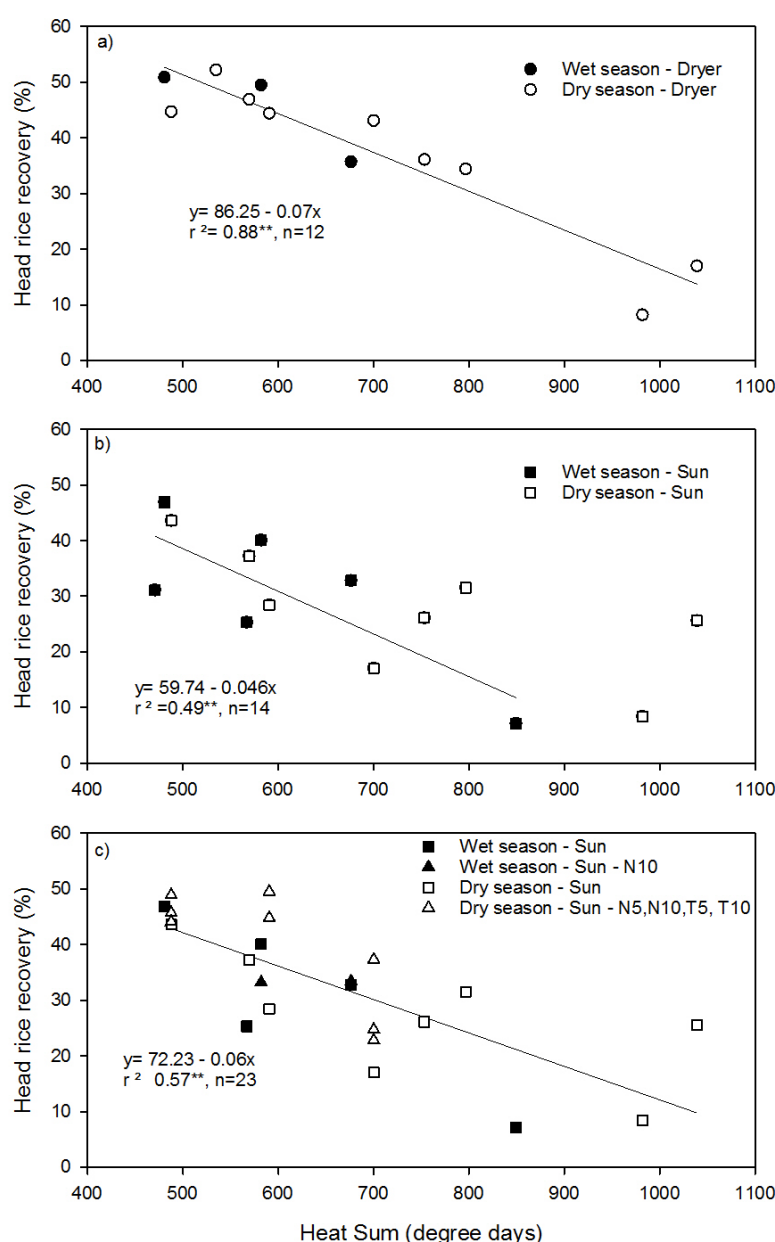 a)
60
50
40
30
20
10
0
Head rice recovery (%)
Wet season - Dryer
Dry season - Dryer
y= 86.25 - 0.07x
r ²= 0.88**, n=12
400 500 600 700 800 900 1000 1100
b)
60
50
40
30
20
10
0
Head rice recovery (%)
Wet season - Sun
Dry season - Sun
y= 59.74 - 0.046x
r ² =0.49**, n=14
400 500 600 700 800 900 1000 1100
c)
60
50
40
30
20
10
0
Head rice recovery (%)
Wet season - Sun
Wet season - Sun - N10
Dry season - Sun
Dry season - Sun - N5,N10,T5, T10
y= 72.23 - 0.06x
r ² 0.57**, n=23
400 500 600 700 800 900 1000 1100
Heat Sum (degree days)